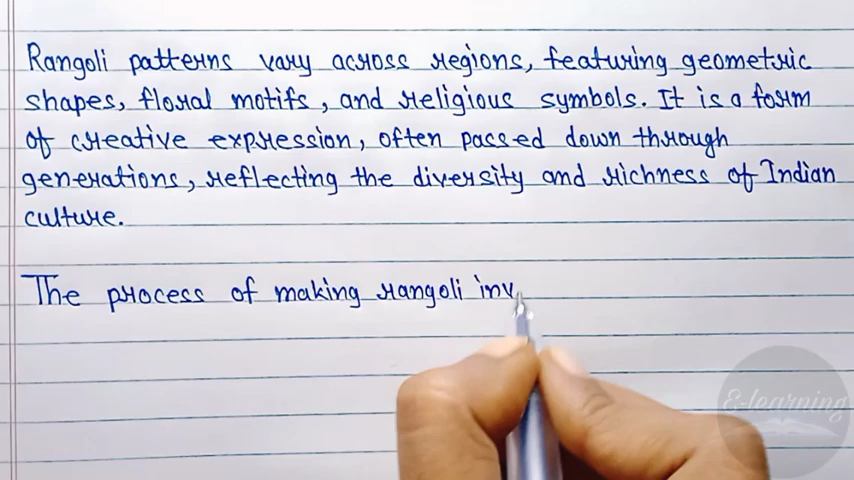 Rangoli patterns vary across regions, featuring geometric
shapes, floral motifs, and religious symbols. It is a form
of creative expression, often passed down through
generations, reflecting the diversity and richness of Indian
culture.
The process of making rangoli inv
E-learning